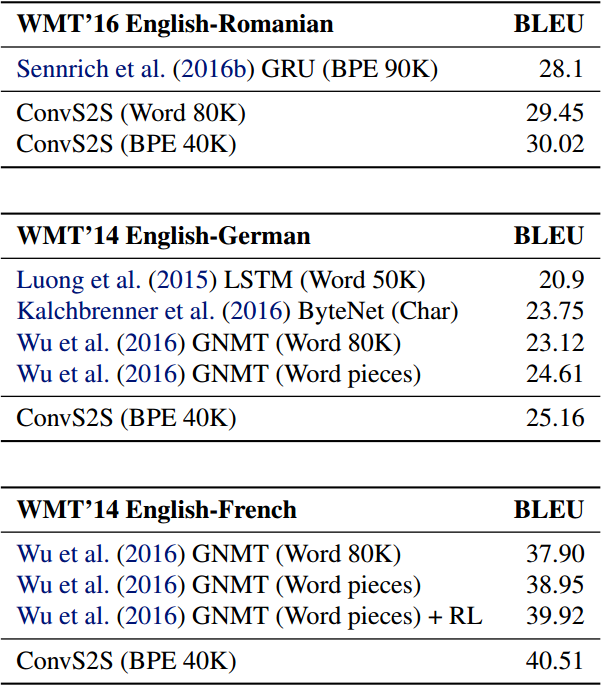 WMT'16 English-Romanian BLEU
Sennrich et al. (2016b) GRU (BPE 90K) 28.1
ConvS2S (Word 80K) 29.45
ConvS2S (BPE 40K) 30.02
WMT'14 English-German BLEU
Luong et al. (2015) LSTM (Word 50K) 20.9
Kalchbrenner et al. (2016) ByteNet (Char) 23.75
Wu et al. (2016) GNMT (Word 80K) 23.12
Wu et al. (2016) GNMT (Word pieces) 24.61
ConvS2S (BPE 40K) 25.16
WMT'14 English-French BLEU
Wu et al. (2016) GNMT (Word 80K) 37.90
Wu et al. (2016) GNMT (Word pieces) 38.95
Wu et al. (2016) GNMT (Word pieces) + RL 39.92
ConvS2S (BPE 40K) 40.51